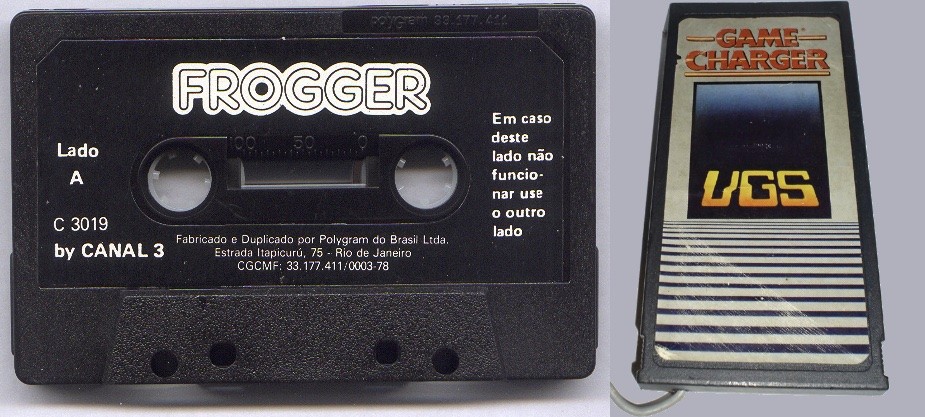 polygram 33.177.411
FROGGER
Lado
A
C 3019
by CANAL 3
100 50 0
Em caso
deste
lado não
funcio-
nar use
o outro
lado
Fabricado e Duplicado por Polygram do Brasil Ltda.
Estrada Itapicurú, 75 - Rio de Janeiro
CGCMF: 33.177.411/0003-78
GAME
CHARGER
VGS